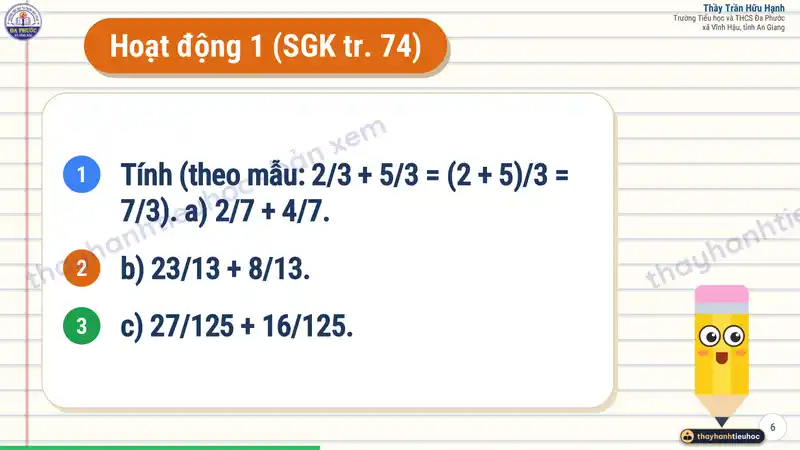 Thầy Trần Hữu Hạnh
Trường Tiểu học và THCS Đa Phước
xã Vĩnh Hậu, tỉnh An Giang
ĐA PHƯỚC
Hoạt động 1 (SGK tr. 74)
1 Tính (theo mẫu: 2/3 + 5/3 = (2 + 5)/3 =
7/3). a) 2/7 + 4/7.
2 b) 23/13 + 8/13.
3 c) 27/125 + 16/125.
6
thayhanhtieuhoc